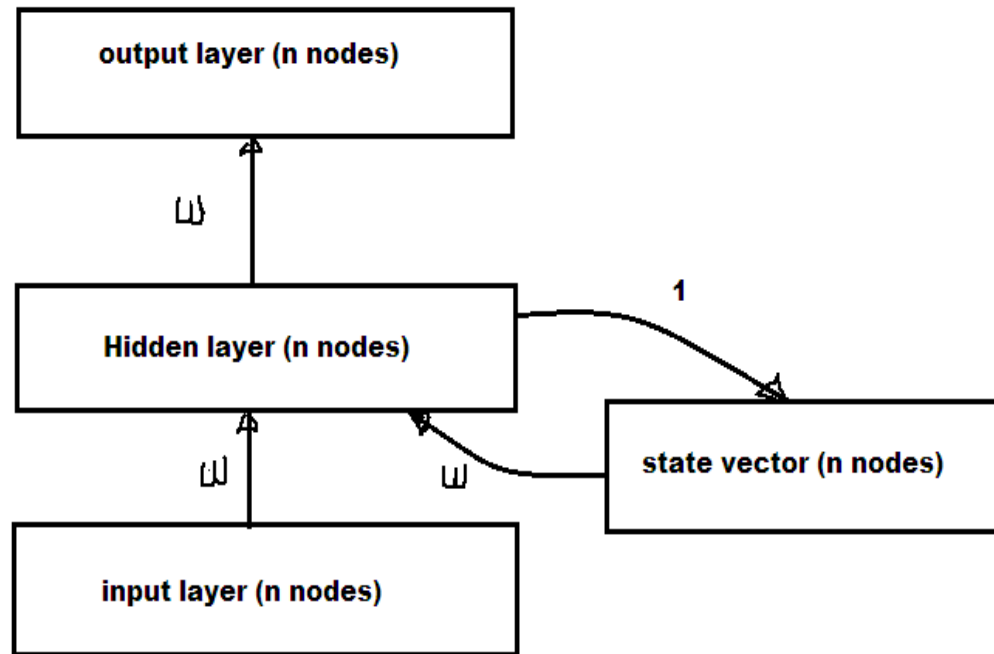 output layer (n nodes)
1
Hidden layer (n nodes)
state vector (n nodes)
input layer (n nodes)